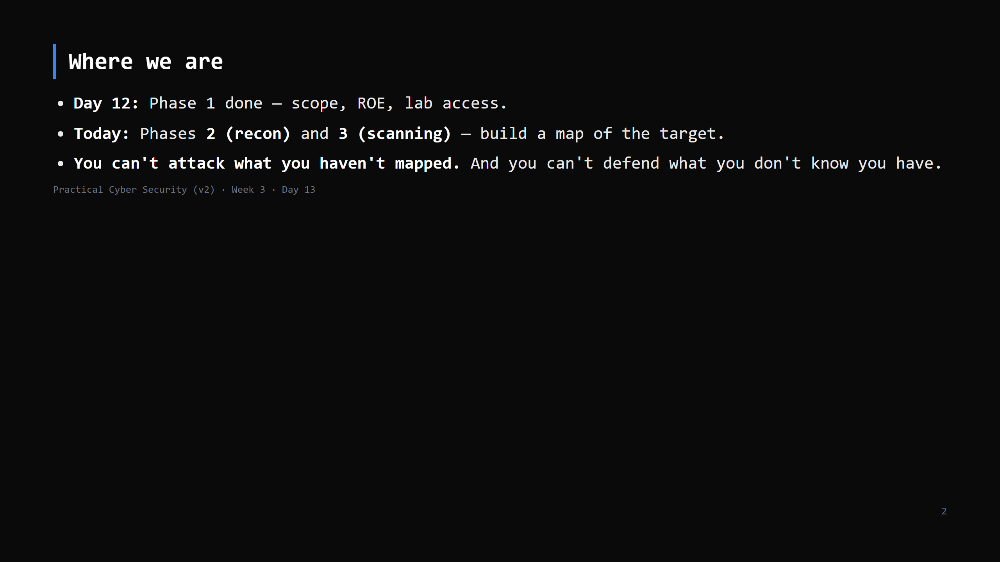 Where we are
• Day 12: Phase 1 done — scope, ROE, lab access.
• Today: Phases 2 (recon) and 3 (scanning) — build a map of the target.
• You can't attack what you haven't mapped. And you can't defend what you don't know you have.
Practical Cyber Security (v2) · Week 3 · Day 13
2